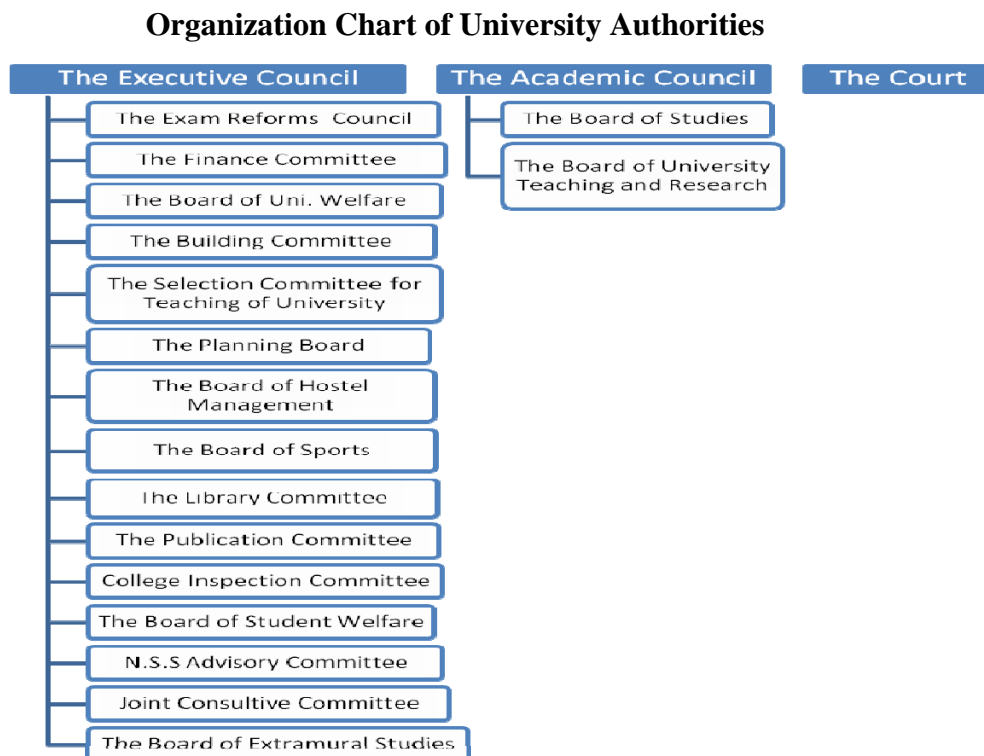 Organization Chart of University Authorities
The Executive Council
The Exam Reforms Council
The Finance Committee
The Board of Uni. Welfare
The Building Committee
The Selection Committee for
Teaching of University
The Planning Board
The Board of Hostel
Management
The Board of Sports
The Library Committee
The Publication Committee
College Inspection Committee
The Board of Student Welfare
N.S.S Advisory Committee
Joint Consultive Committee
The Board of Extramural Studies
The Academic Council
The Board of Studies
The Board of University
Teaching and Research
The Court